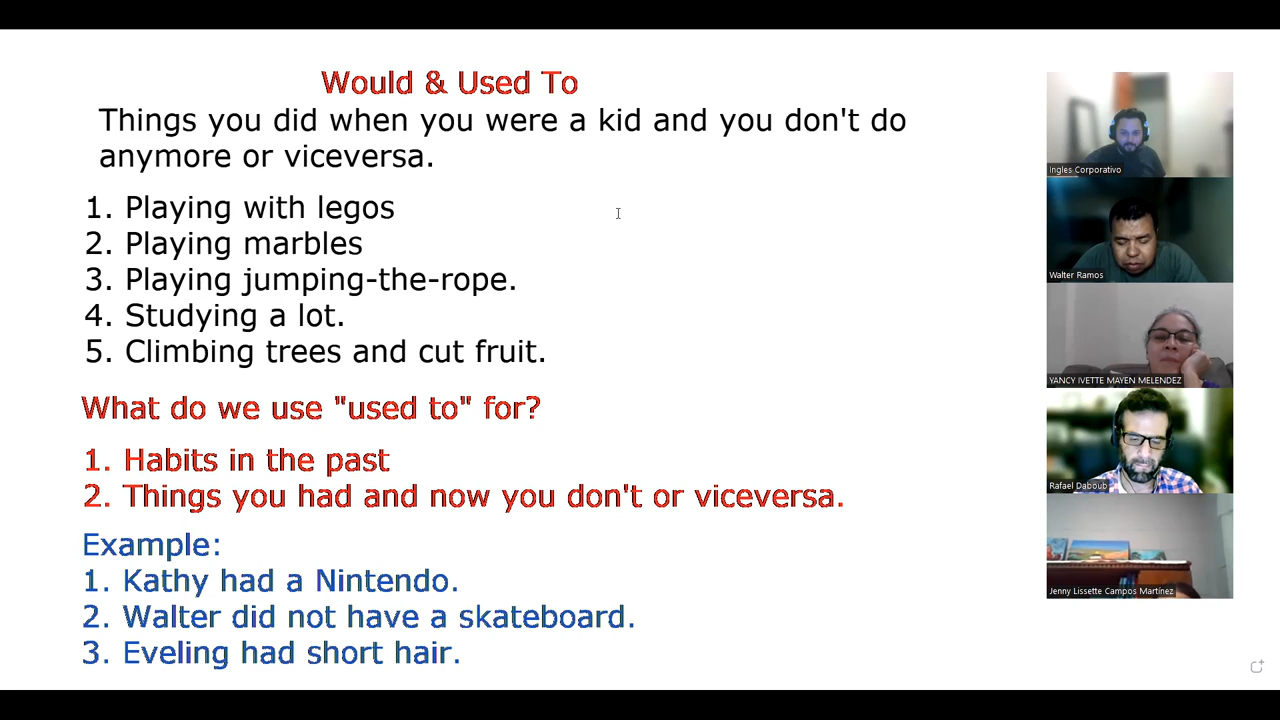 Would & Used To
Things you did when you were a kid and you don't do
anymore or viceversa.
1. Playing with legos
2. Playing marbles
3. Playing jumping-the-rope.
4. Studying a lot.
5. Climbing trees and cut fruit.
What do we use "used to" for?
1. Habits in the past
2. Things you had and now you don't or viceversa.
Example:
1. Kathy had a Nintendo.
2. Walter did not have a skateboard.
3. Eveling had short hair.
Ingles Corporativo
Walter Ramos
YANCY IVETTE MAYEN MELENDEZ
Rafael Daboub
Jenny Lissette Campos Martínez